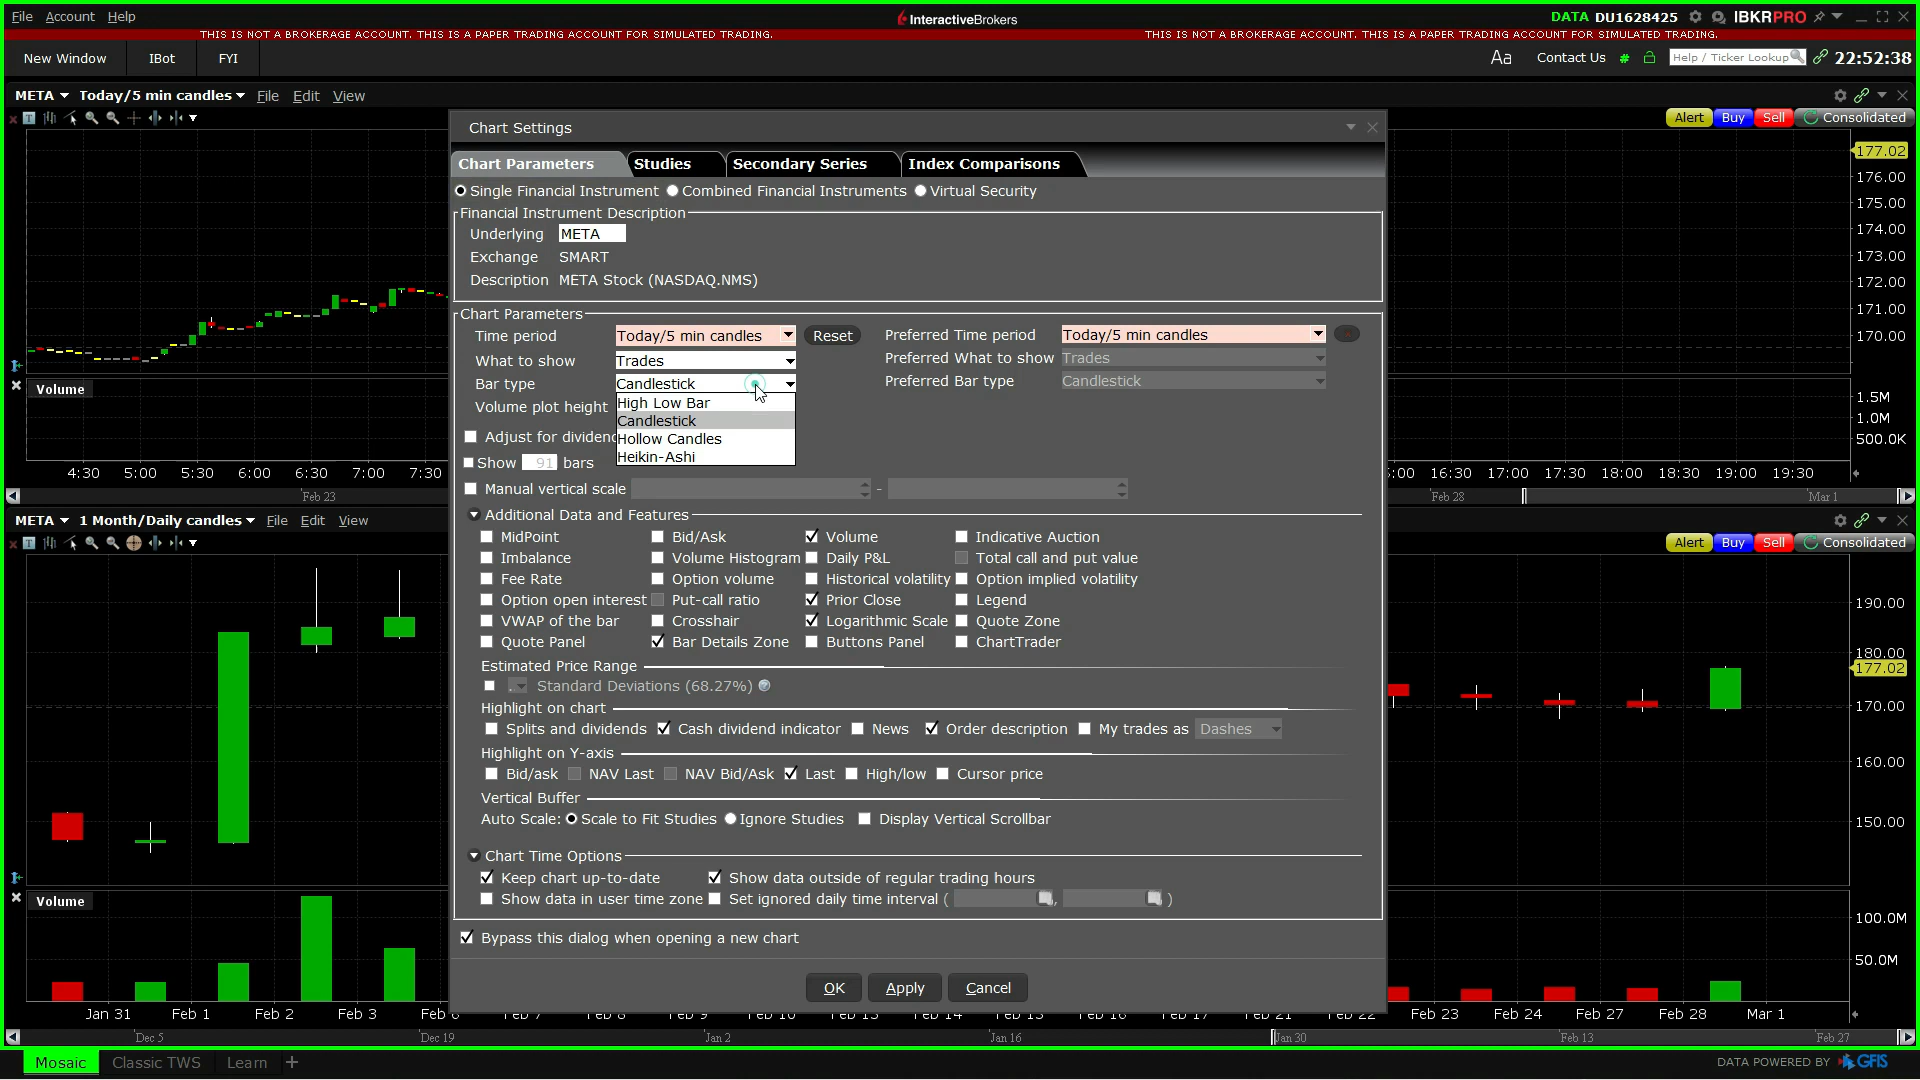 File Account Help
InteractiveBrokers
DATA DU1628425 IBKRPRO
THIS IS NOT A BROKERAGE ACCOUNT. THIS IS A PAPER TRADING ACCOUNT FOR SIMULATED TRADING.
THIS IS NOT A BROKERAGE ACCOUNT. THIS IS A PAPER TRADING ACCOUNT FOR SIMULATED TRADING.
New Window IBot FYI
Aa Contact Us # Help / Ticker Lookup 22:52:38
META Today/5 min candles File Edit View
Alert Buy Sell Consolidated
Chart Settings
Chart Parameters Studies Secondary Series Index Comparisons
Single Financial Instrument Combined Financial Instruments Virtual Security
Financial Instrument Description
Underlying META
Exchange SMART
Description META Stock (NASDAQ.NMS)
Chart Parameters
Time period Today/5 min candles Reset Preferred Time period Today/5 min candles
What to show Trades Preferred What to show Trades
Bar type Candlestick Preferred Bar type Candlestick
High Low Bar
Candlestick
Hollow Candles
Heikin-Ashi
Volume plot height
Adjust for dividend
Show 91 bars
Manual vertical scale -
Additional Data and Features
MidPoint Bid/Ask Volume Indicative Auction
Imbalance Volume Histogram Daily P&L Total call and put value
Fee Rate Option volume Historical volatility Option implied volatility
Option open interest Put-call ratio Prior Close Legend
VWAP of the bar Crosshair Logarithmic Scale Quote Zone
Quote Panel Bar Details Zone Buttons Panel ChartTrader
Estimated Price Range
Standard Deviations (68.27%)
Highlight on chart
Splits and dividends Cash dividend indicator News Order description My trades as Dashes
Highlight on Y-axis
Bid/ask NAV Last NAV Bid/Ask Last High/low Cursor price
Vertical Buffer
Auto Scale: Scale to Fit Studies Ignore Studies Display Vertical Scrollbar
Chart Time Options
Keep chart up-to-date Show data outside of regular trading hours
Show data in user time zone Set ignored daily time interval ( , )
Bypass this dialog when opening a new chart
OK Apply Cancel
177.02
176.00
175.00
174.00
173.00
172.00
171.00
170.00
Volume
1.5M
1.0M
500.0K
4:30 5:00 5:30 6:00 6:30 7:00 7:30
16:30 17:00 17:30 18:00 18:30 19:00 19:30
Feb 23 Feb 28 Mar 1
META 1 Month/Daily candles File Edit View
Alert Buy Sell Consolidated
190.00
180.00
177.02
170.00
160.00
150.00
Volume
100.0M
50.0M
Jan 31 Feb 1 Feb 2 Feb 3 Feb 23 Feb 24 Feb 27 Feb 28 Mar 1
Dec 5 Dec 19 Jan 2 Jan 16 Jan 30 Feb 13 Feb 27
Mosaic Classic TWS Learn +
DATA POWERED BY GFIS